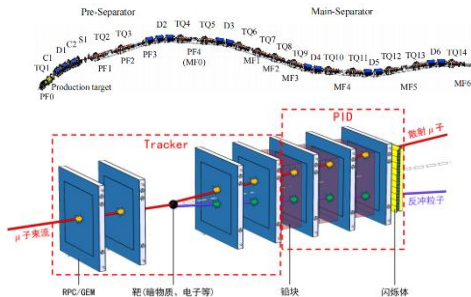 Pre-Separator
Main-Separator
TQ1
C1
D1
C2
S1
TQ2
TQ3
D2
TQ4
TQ5
D3
TQ6
TQ7
TQ8
TQ9
D4
TQ10
TQ11
D5
TQ12
TQ13
D6
TQ14
Production target
PF0
PF1
PF2
PF3
PF4
(MF0)
MF1
MF2
MF3
MF4
MF5
MF6
PID
Tracker
散射μ子
反冲粒子
μ子束流
RPC/GEM
靶(暗物质、电子等)
铅块
闪烁体